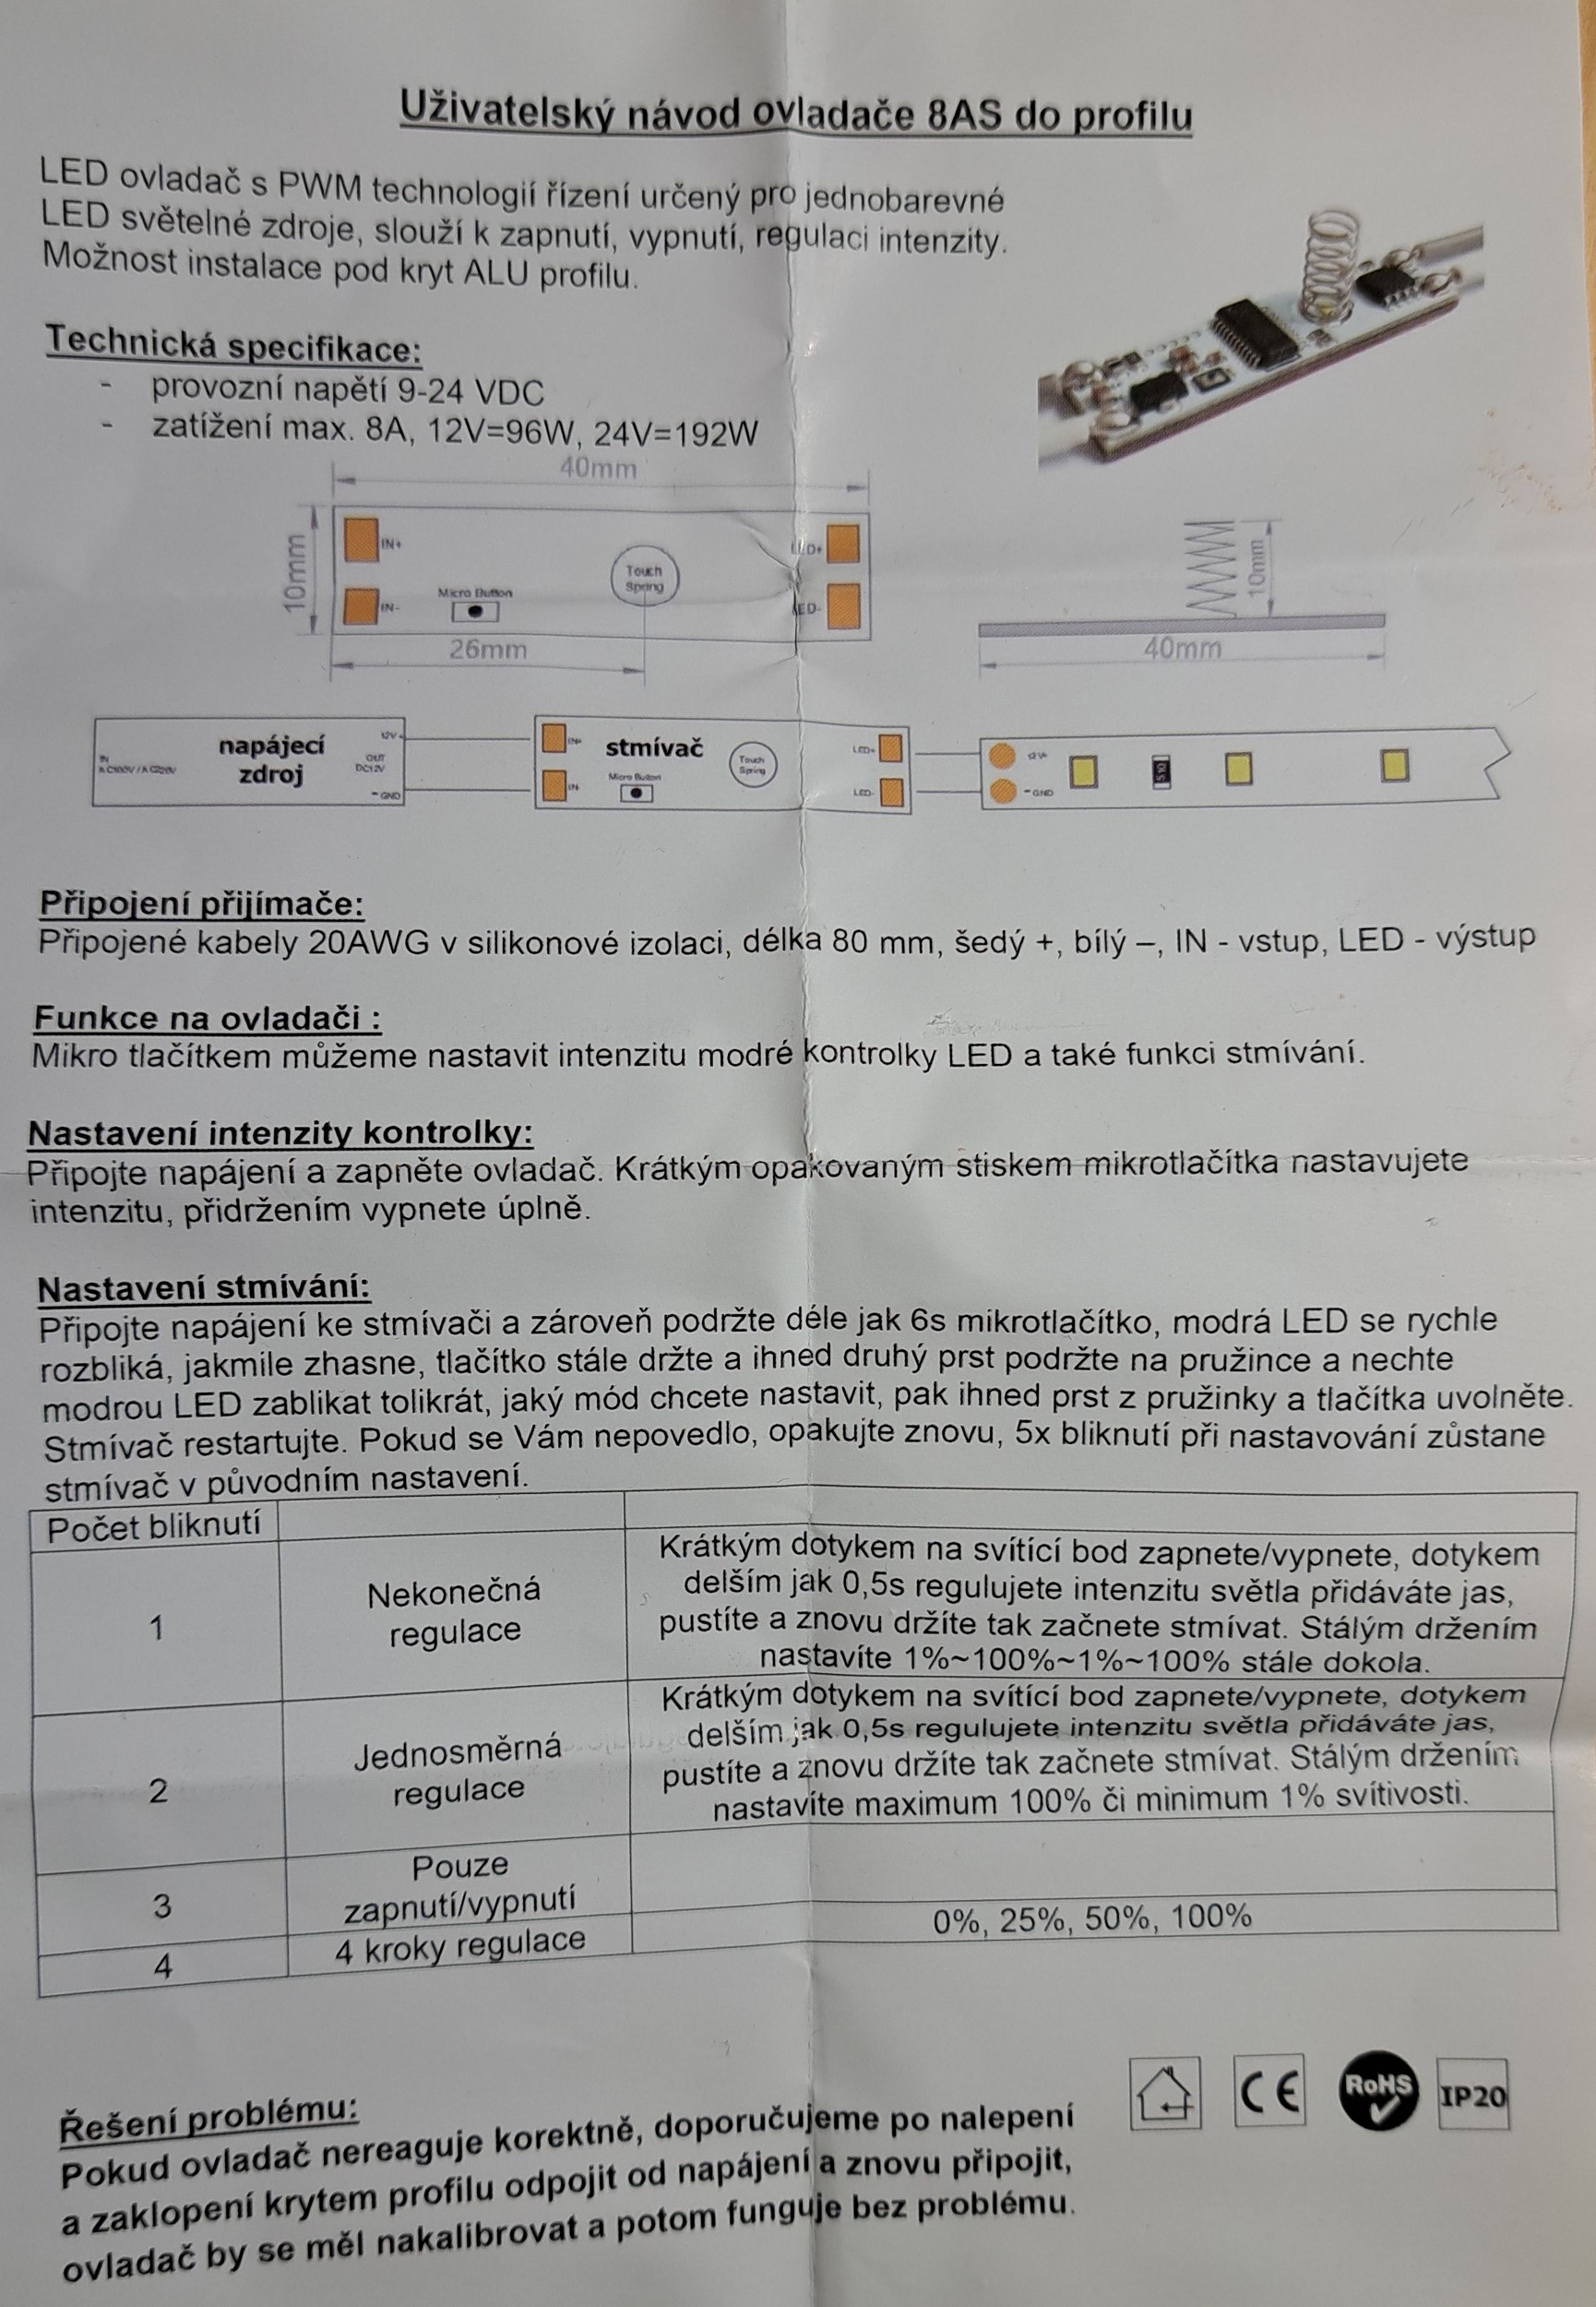 Uživatelský návod ovladače 8AS do profilu
LED ovladač s PWM technologií řízení určený pro jednobarevné
LED světelné zdroje, slouží k zapnutí, vypnutí, regulaci intenzity.
Možnost instalace pod kryt ALU profilu.
Technická specifikace:
- provozní napětí 9-24 VDC
- zatížení max. 8A, 12V=96W, 24V=192W
40mm
10mm
IN+
IN-
Micro Button
Touch
Spring
LED+
LED-
26mm
10mm
40mm
IN
napájecí
zdroj
12V+
OUT
DC12V
-GND
IN+
IN-
stmívač
Micro Button
Touch
Spring
LED+
LED-
12V+
-GND
Připojení přijímače:
Připojené kabely 20AWG v silikonové izolaci, délka 80 mm, šedý +, bílý –, IN - vstup, LED - výstup
Funkce na ovladači :
Mikro tlačítkem můžeme nastavit intenzitu modré kontrolky LED a také funkci stmívání.
Nastavení intenzity kontrolky:
Připojte napájení a zapněte ovladač. Krátkým opakovaným stiskem mikrotlačítka nastavujete
intenzitu, přidržením vypnete úplně.
Nastavení stmívání:
Připojte napájení ke stmívači a zároveň podržte déle jak 6s mikrotlačítko, modrá LED se rychle
rozbliká, jakmile zhasne, tlačítko stále držte a ihned druhý prst podržte na pružince a nechte
modrou LED zablikat tolikrát, jaký mód chcete nastavit, pak ihned prst z pružinky a tlačítka uvolněte.
Stmívač restartujte. Pokud se Vám nepovedlo, opakujte znovu, 5x bliknutí při nastavování zůstane
stmívač v původním nastavení.
Počet bliknutí
1
Nekonečná
regulace
Krátkým dotykem na svítící bod zapnete/vypnete, dotykem
delším jak 0,5s regulujete intenzitu světla přidáváte jas,
pustíte a znovu držíte tak začnete stmívat. Stálým držením
nastavíte 1%~100%~1%~100% stále dokola.
2
Jednosměrná
regulace
Krátkým dotykem na svítící bod zapnete/vypnete, dotykem
delším jak 0,5s regulujete intenzitu světla přidáváte jas,
pustíte a znovu držíte tak začnete stmívat. Stálým držením
nastavíte maximum 100% či minimum 1% svítivosti.
3
Pouze
zapnutí/vypnutí
4
4 kroky regulace
0%, 25%, 50%, 100%
Řešení problému:
Pokud ovladač nereaguje korektně, doporučujeme po nalepení
a zaklopení krytem profilu odpojit od napájení a znovu připojit,
ovladač by se měl nakalibrovat a potom funguje bez problému.
CE
RoHS
IP20